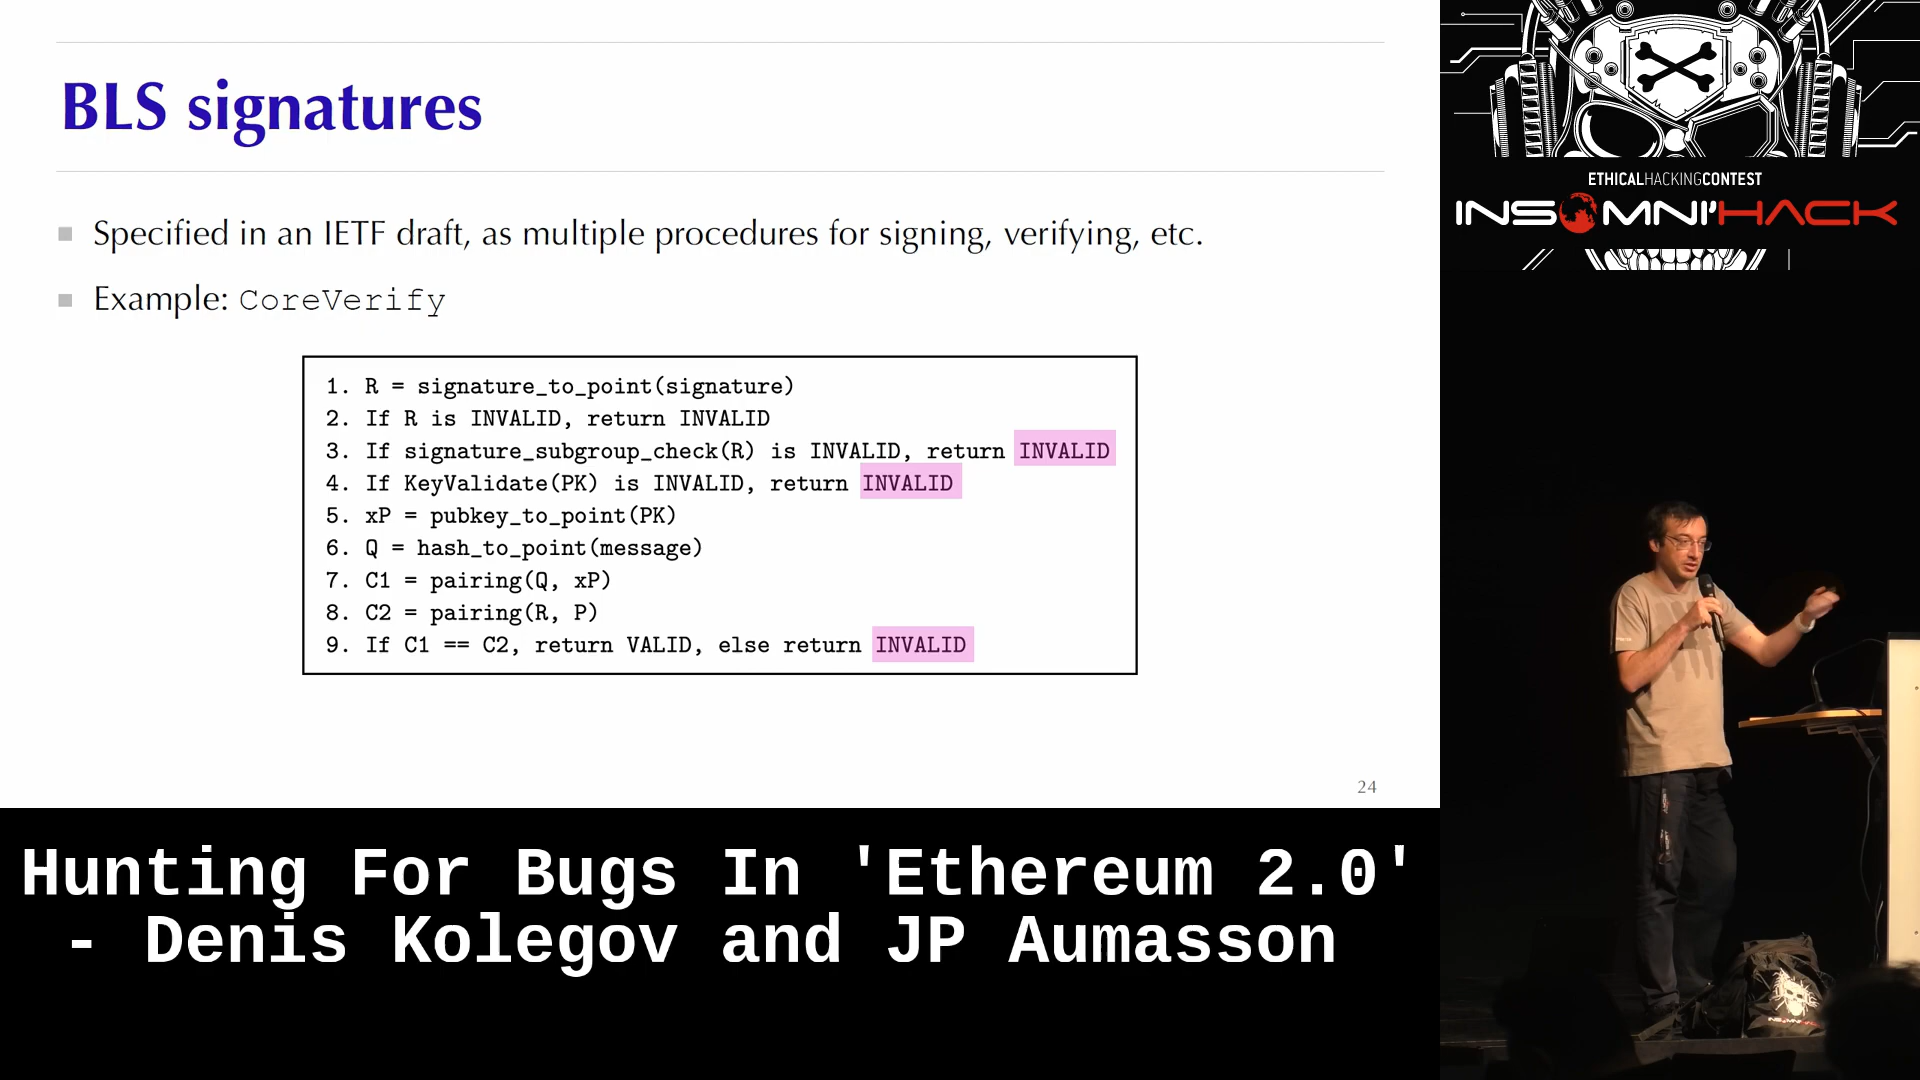 BLS signatures
Specified in an IETF draft, as multiple procedures for signing, verifying, etc.
Example: CoreVerify
1. R = signature_to_point(signature)
2. If R is INVALID, return INVALID
3. If signature_subgroup_check(R) is INVALID, return INVALID
4. If KeyValidate(PK) is INVALID, return INVALID
5. xP = pubkey_to_point(PK)
6. Q = hash_to_point(message)
7. C1 = pairing(Q, xP)
8. C2 = pairing(R, P)
9. If C1 == C2, return VALID, else return INVALID
24
ETHICALHACKINGCONTEST
INSOMNI'HACK
Hunting For Bugs In 'Ethereum 2.0'
- Denis Kolegov and JP Aumasson